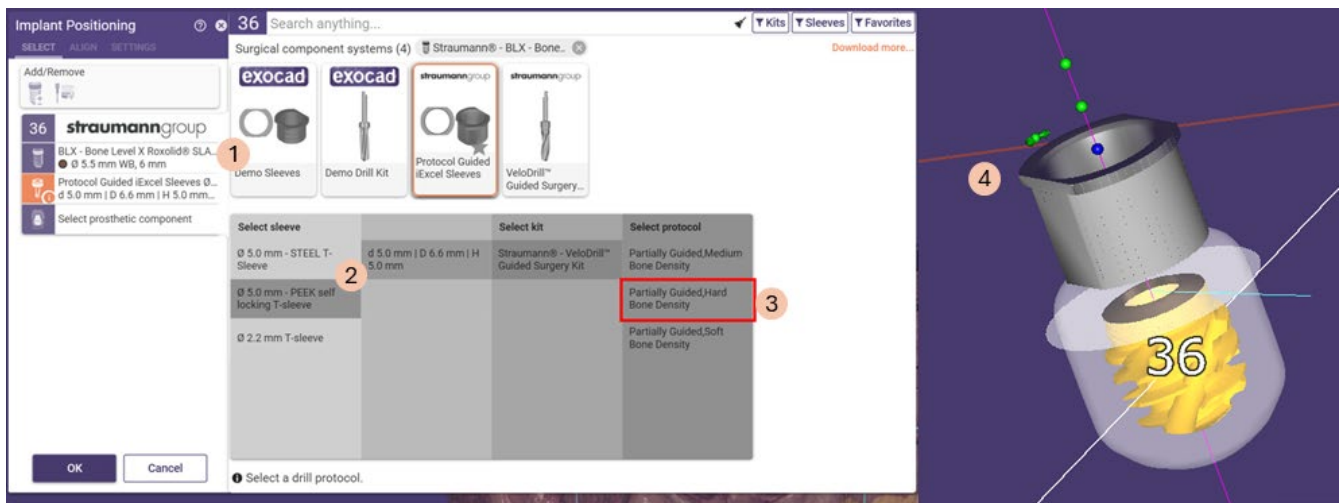 Implant Positioning
SELECT ALIGN SETTINGS
Add/Remove
36 straumanngroup
BLX - Bone Level X Roxolid® SLA...
Ø 5.5 mm WB, 6 mm
Protocol Guided iExcel Sleeves Ø...
d 5.0 mm | D 6.6 mm | H 5.0 mm...
Select prosthetic component
OK Cancel
36 Search anything...
Kits Sleeves Favorites
Surgical component systems (4) Straumann® - BLX - Bone..
Download more...
exocad
Demo Sleeves
exocad
Demo Drill Kit
straumanngroup
Protocol Guided
iExcel Sleeves
straumanngroup
VeloDrill™
Guided Surgery...
Select sleeve
Ø 5.0 mm - STEEL T-
Sleeve
Ø 5.0 mm - PEEK self
locking T-sleeve
Ø 2.2 mm T-sleeve
d 5.0 mm | D 6.6 mm | H
5.0 mm
Select kit
Straumann® - VeloDrill™
Guided Surgery Kit
Select protocol
Partially Guided,Medium
Bone Density
Partially Guided,Hard
Bone Density
Partially Guided,Soft
Bone Density
Select a drill protocol.
1
2
3
4
36